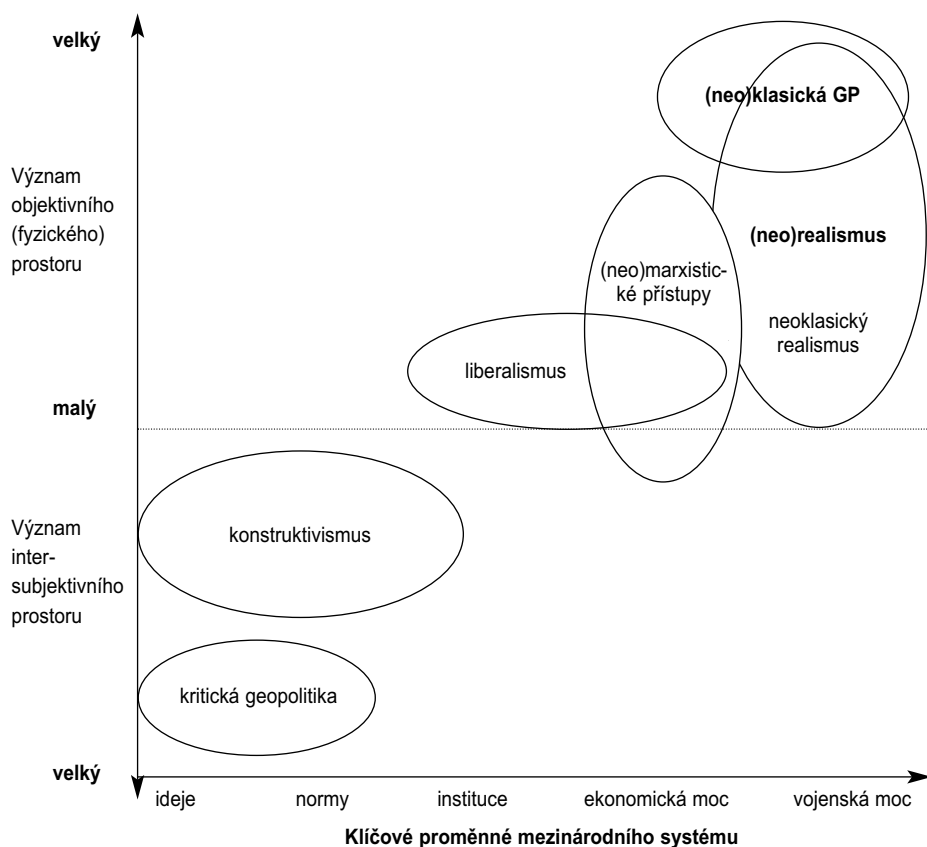 velký
(neo)klasická GP
Význam
objektivního
(fyzického)
prostoru
(neo)realismus
(neo)marxistic-
ké přístupy
neoklasický
realismus
liberalismus
malý
Význam
inter-
subjektivního
prostoru
konstruktivismus
kritická geopolitika
velký
ideje normy instituce ekonomická moc vojenská moc
Klíčové proměnné mezinárodního systému